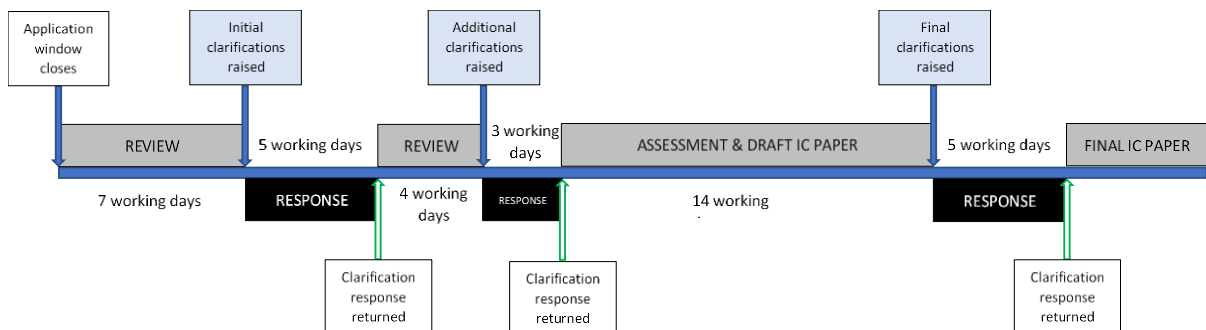 Application
window
closes
Initial
clarifications
raised
Additional
clarifications
raised
Final
clarifications
raised
REVIEW
5 working days
REVIEW
3 working
days
ASSESSMENT & DRAFT IC PAPER
5 working days
FINAL IC PAPER
7 working days
RESPONSE
4 working
days
RESPONSE
14 working
RESPONSE
Clarification
response
returned
Clarification
response
returned
Clarification
response
returned